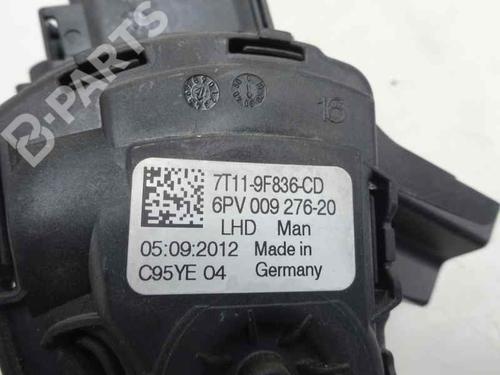 B-PARTS
16
7T11-9F836-CD
6PV 009 276-20
LHD Man
05:09:2012 Made in
C95YE 04 Germany